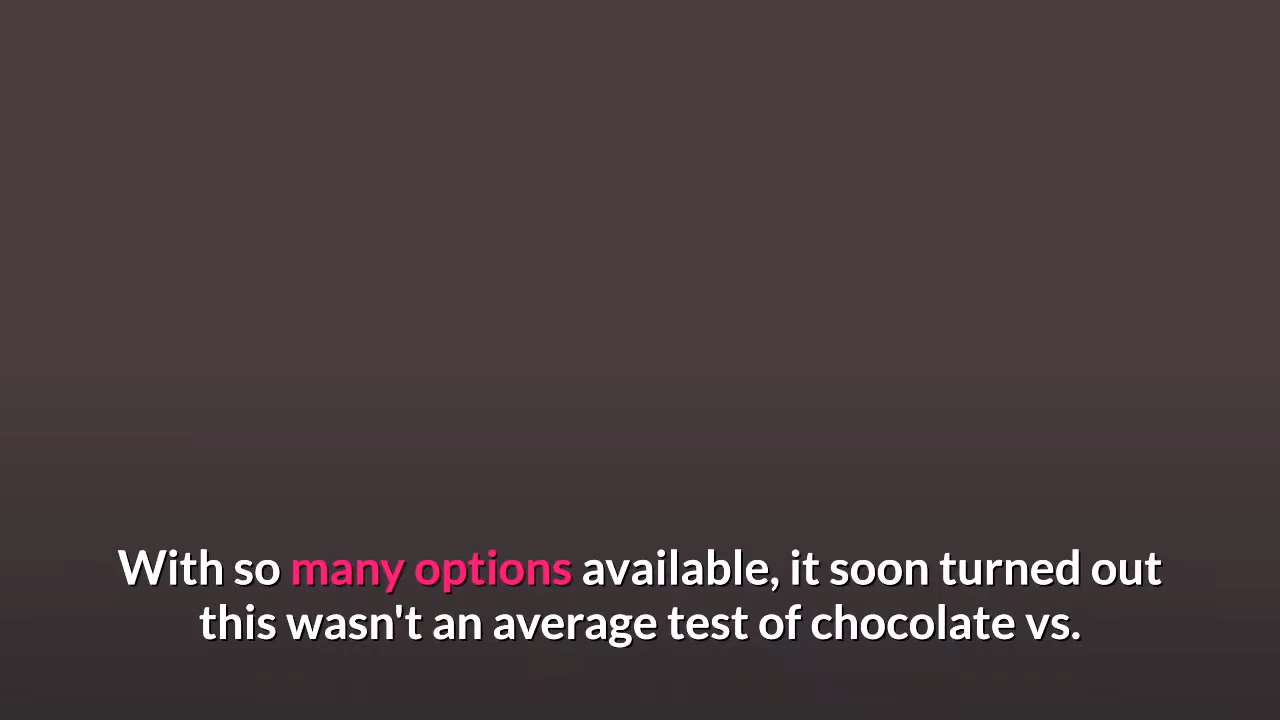 With so many options available, it soon turned out
this wasn't an average test of chocolate vs.